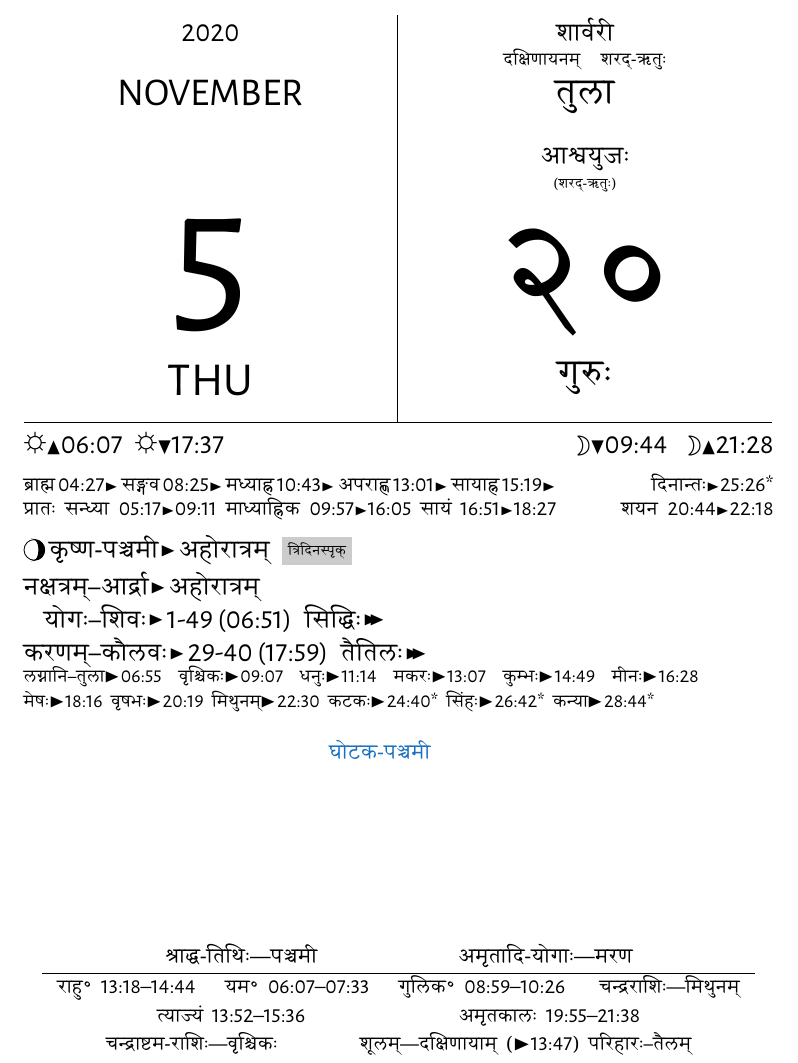 2020
NOVEMBER
5
THU
शार्वरी
दक्षिणायनम् शरद्-ऋतुः
तुला
आश्वयुजः
(शरद्-ऋतुः)
२०
गुरुः
☼▲06:07 ☼▼17:37 ☽▼09:44 ☽▲21:28
ब्राह्म 04:27► सङ्गव 08:25► मध्याह्न 10:43► अपराह्ण 13:01► सायाह्न 15:19► दिनान्तः►25:26*
प्रातः सन्ध्या 05:17►09:11 माध्याह्निक 09:57►16:05 सायं 16:51►18:27 शयन 20:44►22:18
🌖कृष्ण-पञ्चमी► अहोरात्रम् त्रिदिनस्पृक्
नक्षत्रम्–आर्द्रा► अहोरात्रम्
योगः–शिवः►1-49 (06:51) सिद्धिः►►
करणम्–कौलवः►29-40 (17:59) तैतिलः►►
लग्नानि–तुला►06:55 वृश्चिकः►09:07 धनुः►11:14 मकरः►13:07 कुम्भः►14:49 मीनः►16:28
मेषः►18:16 वृषभः►20:19 मिथुनम्►22:30 कटकः►24:40* सिंहः►26:42* कन्या►28:44*
घोटक-पञ्चमी
श्राद्ध-तिथिः—पञ्चमी अमृतादि-योगाः—मरण
राहु॰ 13:18–14:44 यम॰ 06:07–07:33 गुलिक॰ 08:59–10:26 चन्द्रराशिः—मिथुनम्
त्याज्यं 13:52–15:36 अमृतकालः 19:55–21:38
चन्द्राष्टम-राशिः—वृश्चिकः शूलम्—दक्षिणायाम् (►13:47) परिहारः–तैलम्